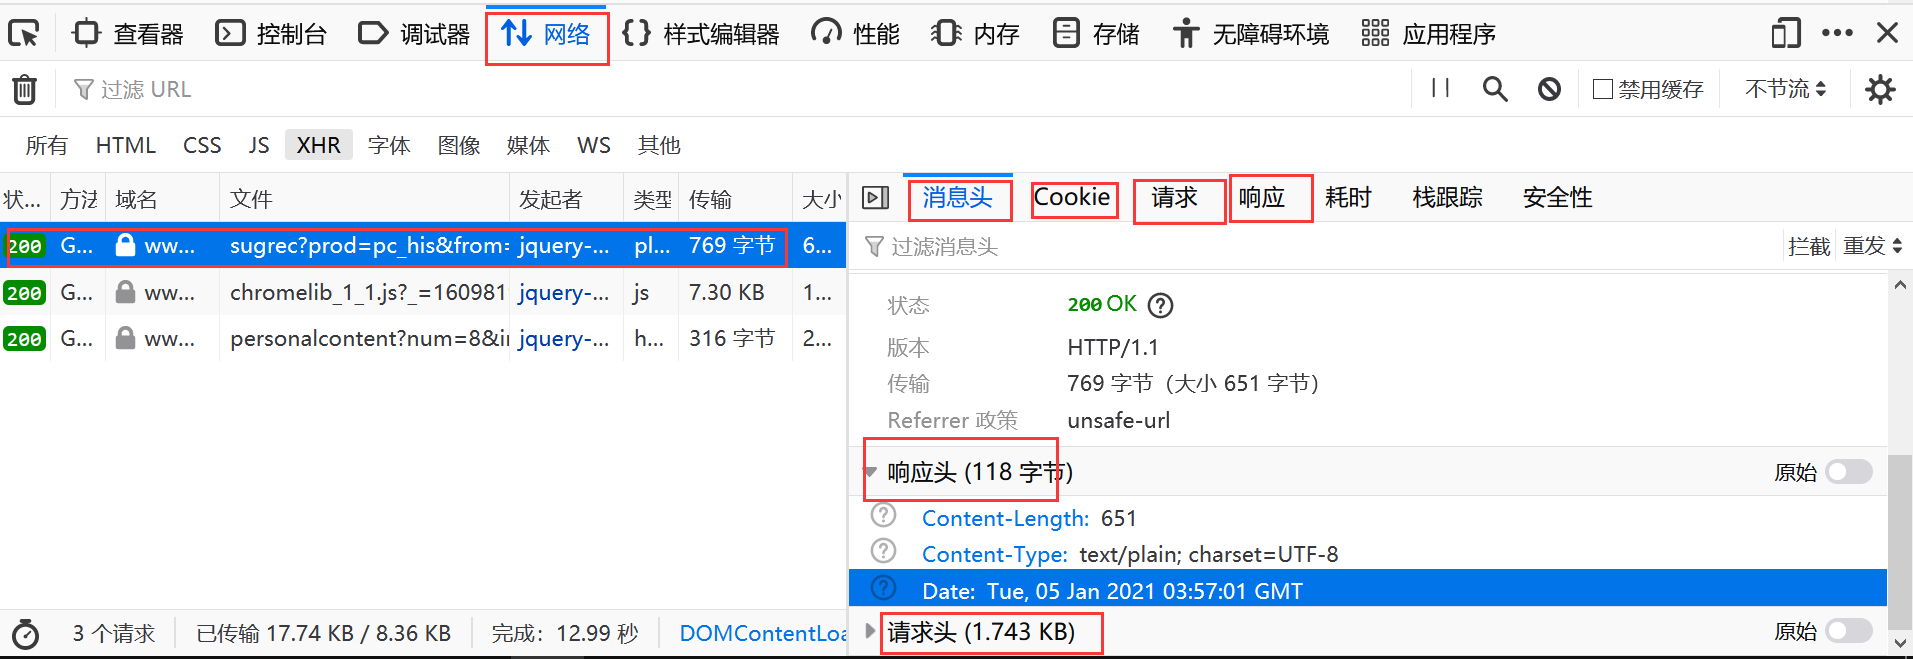 查看器 控制台 调试器 网络 样式编辑器 性能 内存 存储 无障碍环境 应用程序
过滤 URL 禁用缓存 不节流
所有 HTML CSS JS XHR 字体 图像 媒体 WS 其他
状... 方法 域名 文件 发起者 类型 传输 大小
消息头 Cookie 请求 响应 耗时 栈跟踪 安全性
200 G... ww... sugrec?prod=pc_his&from= jquery-... pl... 769 字节 6...
200 G... ww... chromelib_1_1.js?_=160981 jquery-... js 7.30 KB 1...
200 G... ww... personalcontent?num=8&i jquery-... h... 316 字节 2...
过滤消息头 拦截 重发
状态 200 OK
版本 HTTP/1.1
传输 769 字节（大小 651 字节）
Referrer 政策 unsafe-url
响应头 (118 字节) 原始
Content-Length: 651
Content-Type: text/plain; charset=UTF-8
Date: Tue, 05 Jan 2021 03:57:01 GMT
请求头 (1.743 KB) 原始
3 个请求 已传输 17.74 KB / 8.36 KB 完成：12.99 秒 DOMContentLoa